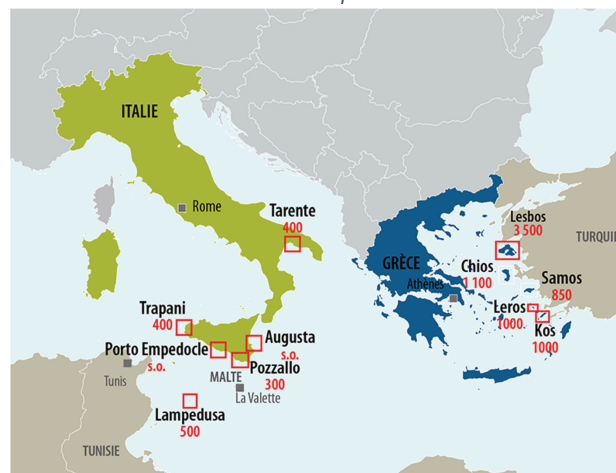 ITALIE
Rome
Tarente
400
Lesbos
3 500
TURQUI
GRÈCE
Chios
1 100
Athènes
Samos
850
Trapani
400
Leros
1000
Kos
1000
Augusta
s.o.
Porto Empedocle
s.o.
Pozzallo
300
MALTE
La Valette
Tunis
Lampedusa
500
TUNISIE